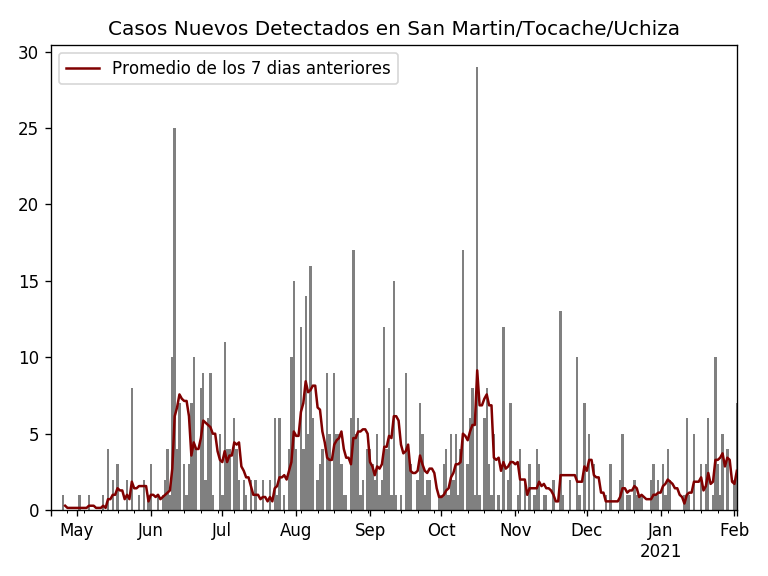 Casos Nuevos Detectados en San Martin/Tocache/Uchiza
Promedio de los 7 dias anteriores
30
25
20
15
10
5
0
May Jun Jul Aug Sep Oct Nov Dec Jan Feb
2021